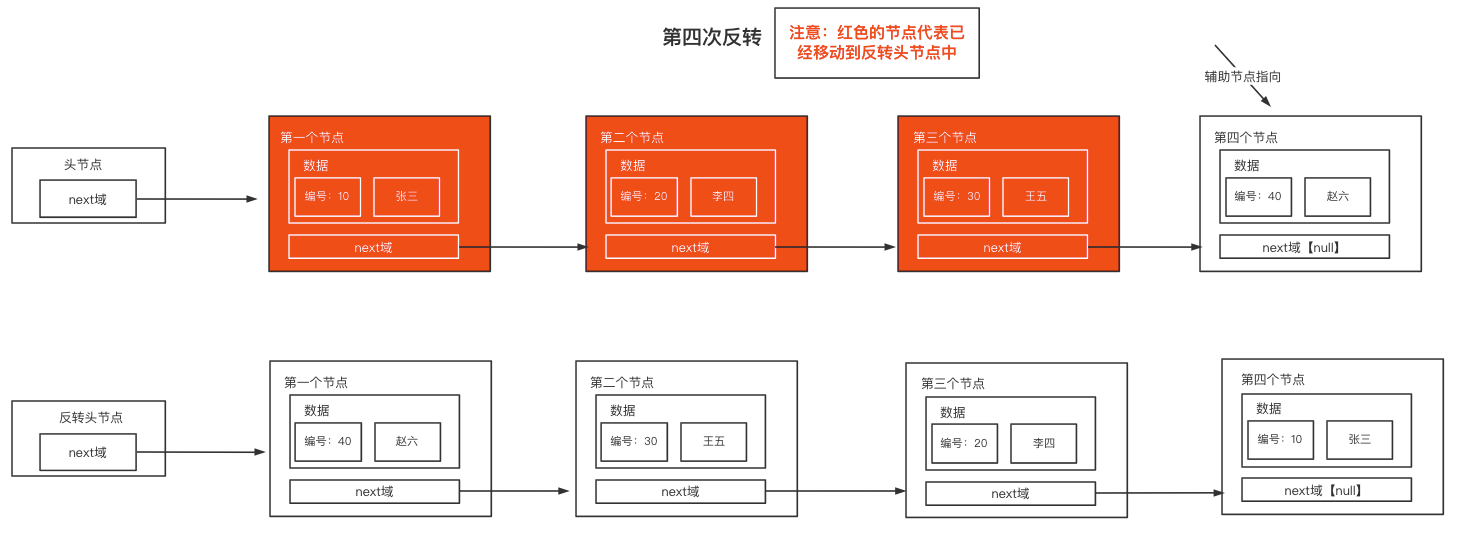 第四次反转
注意：红色的节点代表已
经移动到反转头节点中
辅助节点指向
头节点
next域
第一个节点
数据
编号：10
张三
next域
第二个节点
数据
编号：20
李四
next域
第三个节点
数据
编号：30
王五
next域
第四个节点
数据
编号：40
赵六
next域【null】
反转头节点
next域
第一个节点
数据
编号：40
赵六
next域
第二个节点
数据
编号：30
王五
next域
第三个节点
数据
编号：20
李四
next域
第四个节点
数据
编号：10
张三
next域【null】